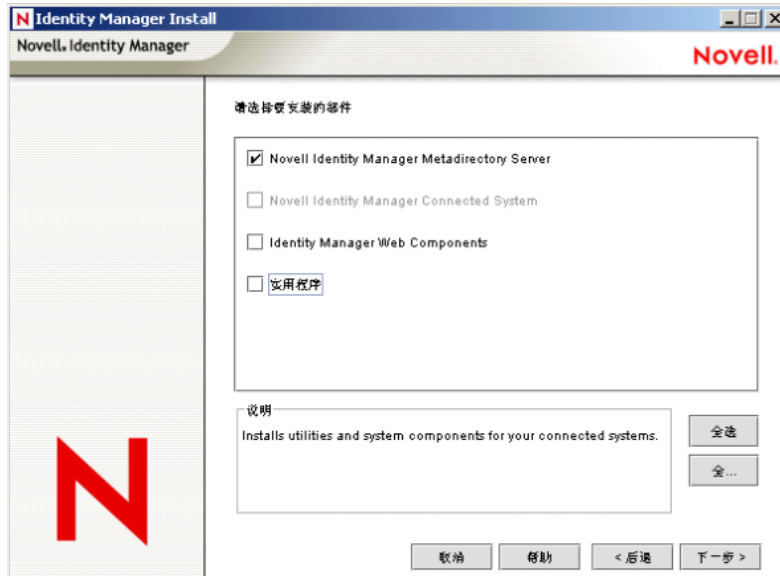 Identity Manager Install
Novell. Identity Manager
Novell.
请选择要安装的部件
Novell Identity Manager Metadirectory Server
Novell Identity Manager Connected System
Identity Manager Web Components
实用程序
说明
Installs utilities and system components for your connected systems.
全选
全...
取消
帮助
< 后退
下一步 >